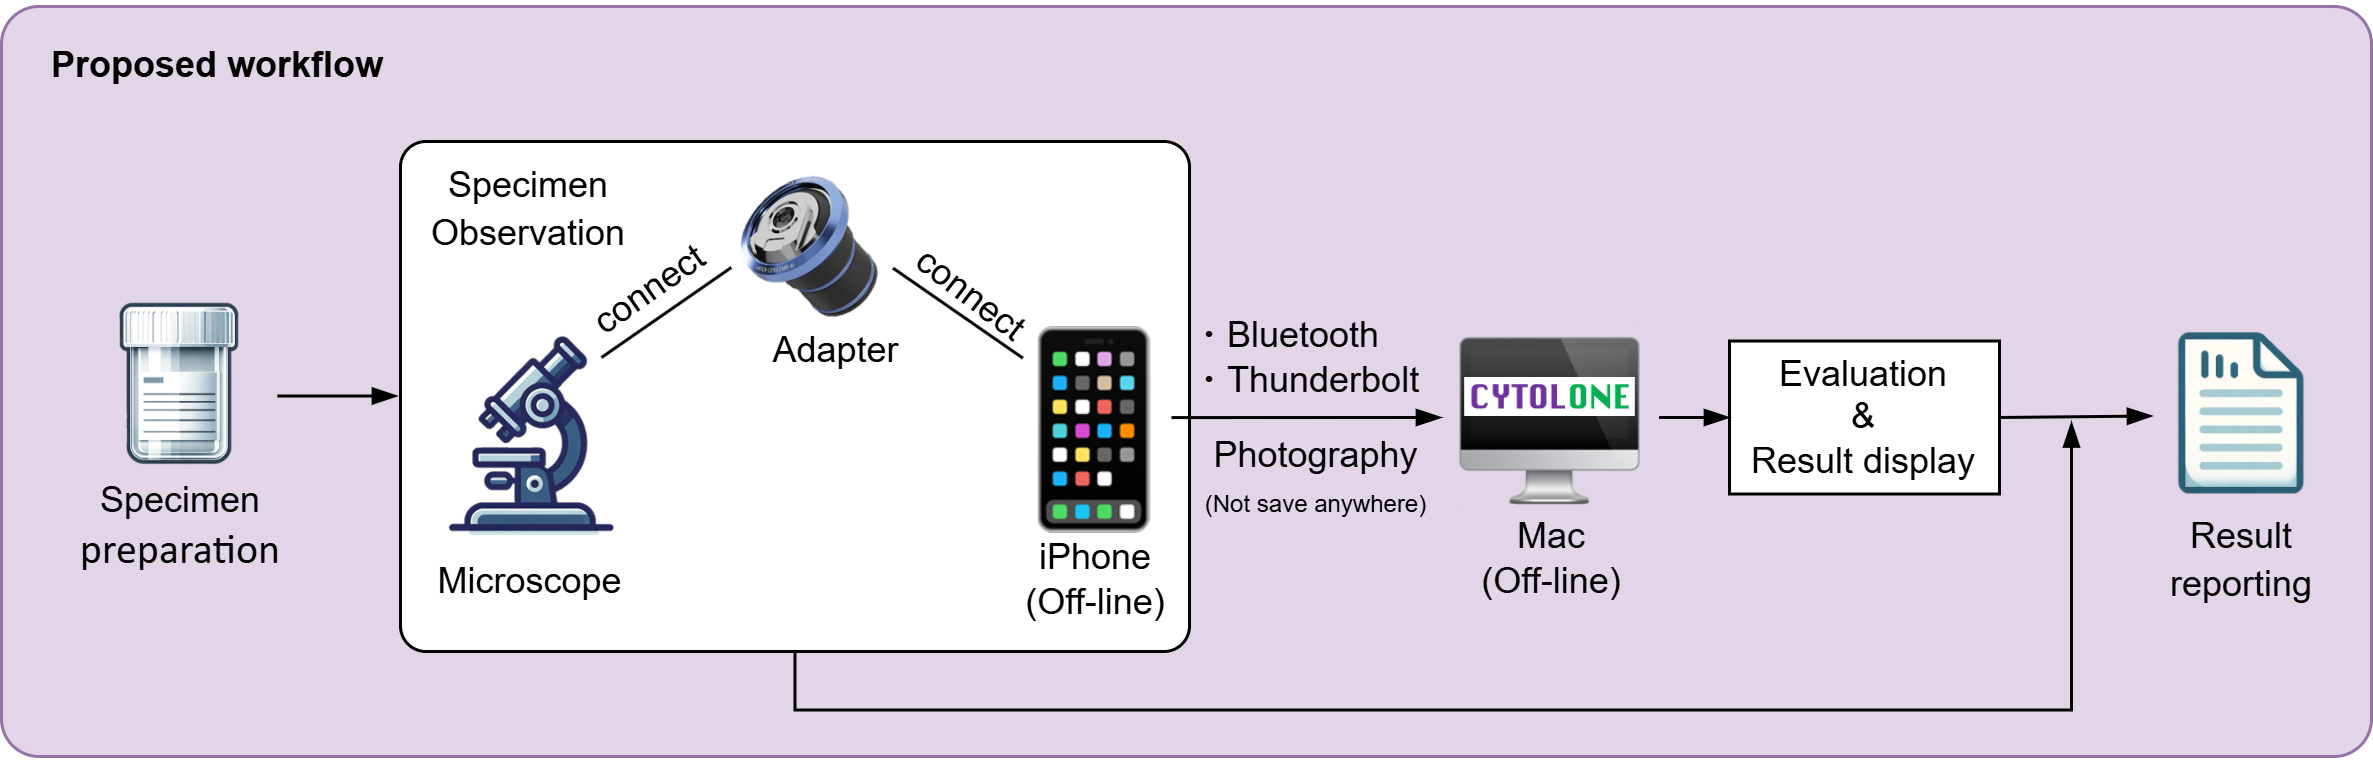 Proposed workflow
Specimen
preparation
Specimen
Observation
connect
Adapter
connect
Microscope
iPhone
(Off-line)
・Bluetooth
・Thunderbolt
Photography
(Not save anywhere)
CYTOLONE
Mac
(Off-line)
Evaluation
&
Result display
Result
reporting